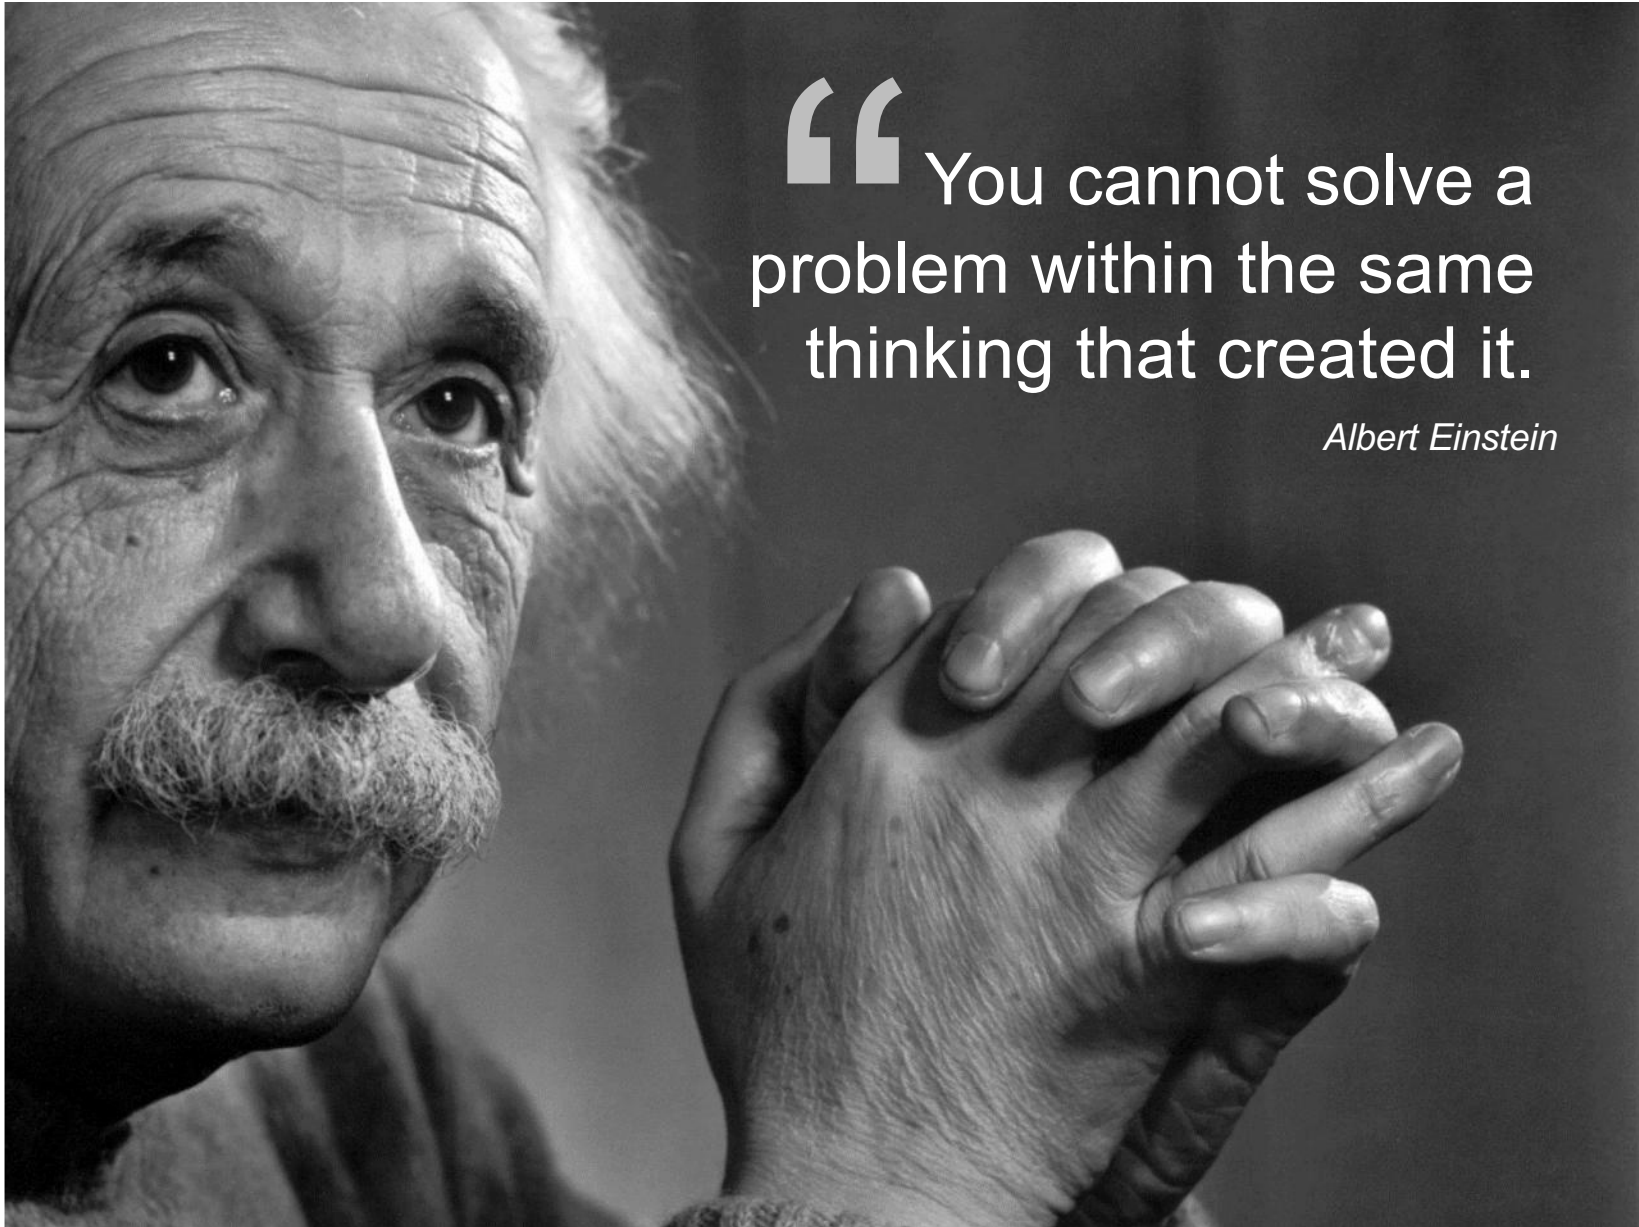 “ You cannot solve a
problem within the same
thinking that created it.
Albert Einstein